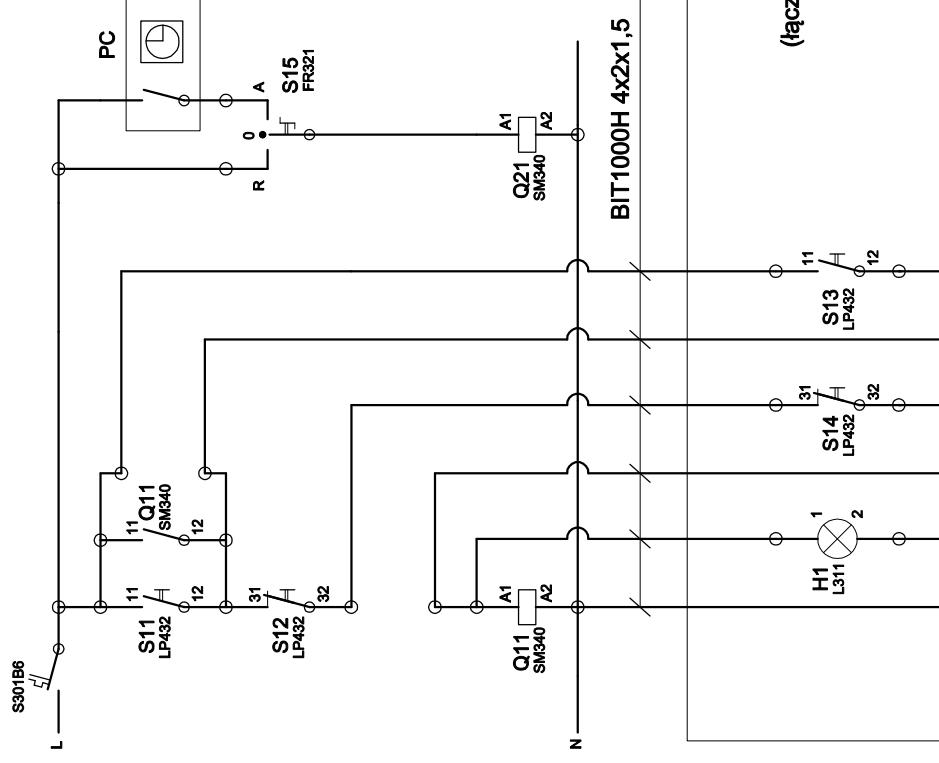 S301B6
L
N
S11
LP432
11
12
Q11
SM340
11
12
S12
LP432
31
32
Q11
SM340
A1
A2
PC
S15
FR321
A
0
R
Q21
SM340
A1
A2
BIT1000H 4x2x1,5
(łącz
H1
L311
1
2
S14
LP432
31
32
S13
LP432
11
12